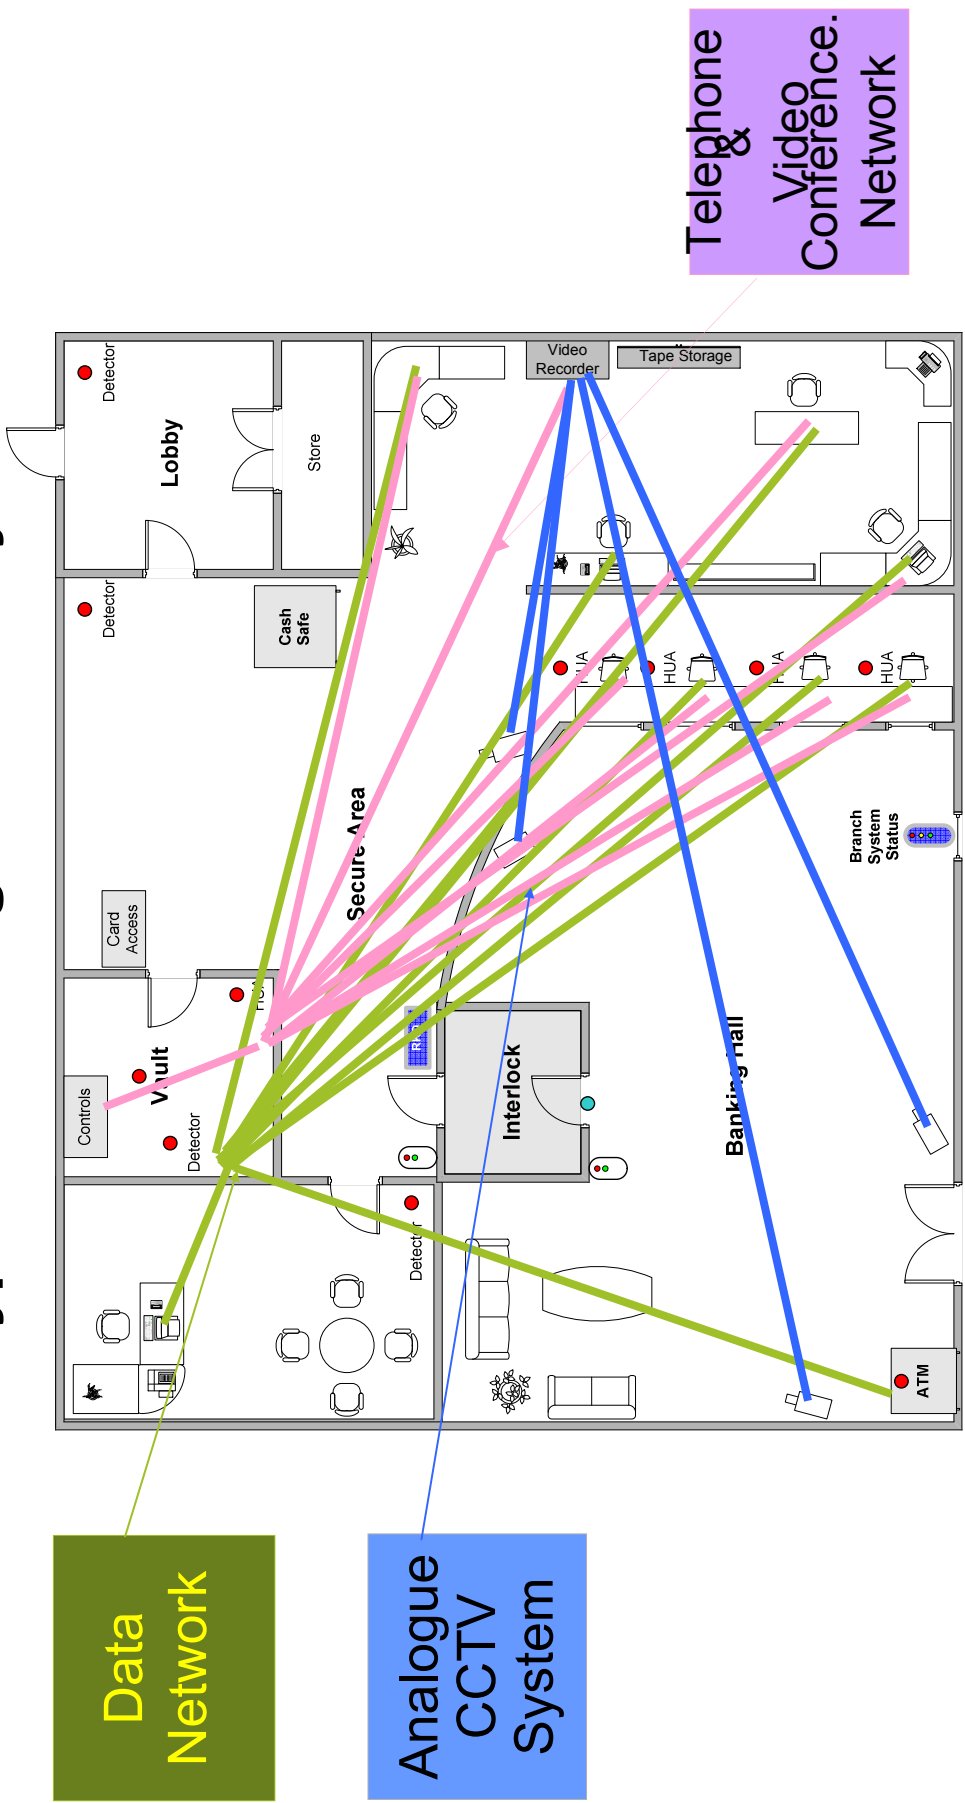 Telephone
&
Video
Conference.
Network
Detector
Lobby
Store
Video
Recorder
Tape Storage
Detector
Cash
Safe
HUA
HUA
HUA
HUA
Secure Area
Card
Access
Branch
System
Status
HUA
Vault
Controls
Detector
Interlock
Banking Hall
Detector
ATM
Data
Network
Analogue
CCTV
System